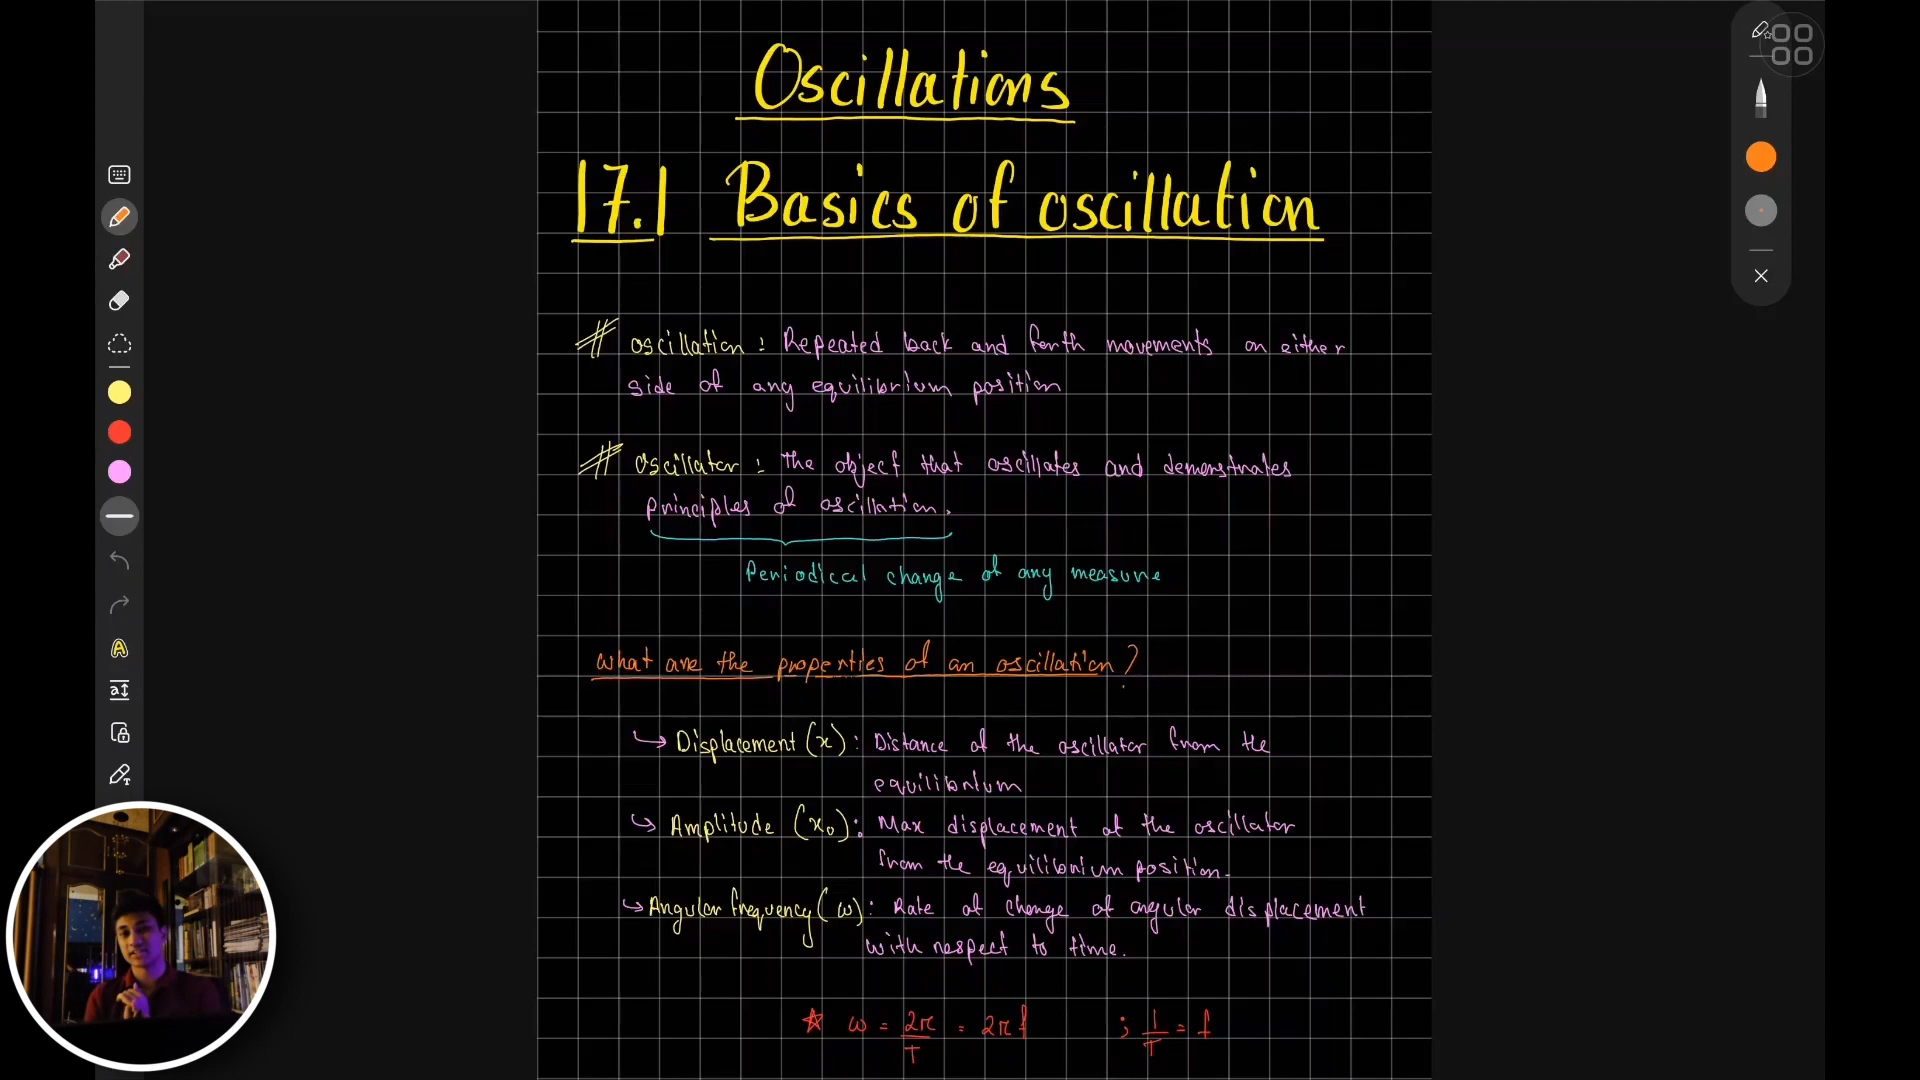 Oscillations
17.1 Basics of oscillation
# oscillation : Repeated back and forth movements on either
side of any equilibrium position
# Oscillator : The object that oscillates and demonstrates
principles of oscillation.
Periodical change of any measure
What are the properties of an oscillation?
↪ Displacement (x) : Distance of the oscillator from the
equilibrium
↪ Amplitude (x₀) : Max displacement of the oscillator
from the equilibrium position.
↪ Angular frequency (ω) : Rate of change of angular displacement
with respect to time.
☆ ω = 2π/T = 2πf ; 1/T = f